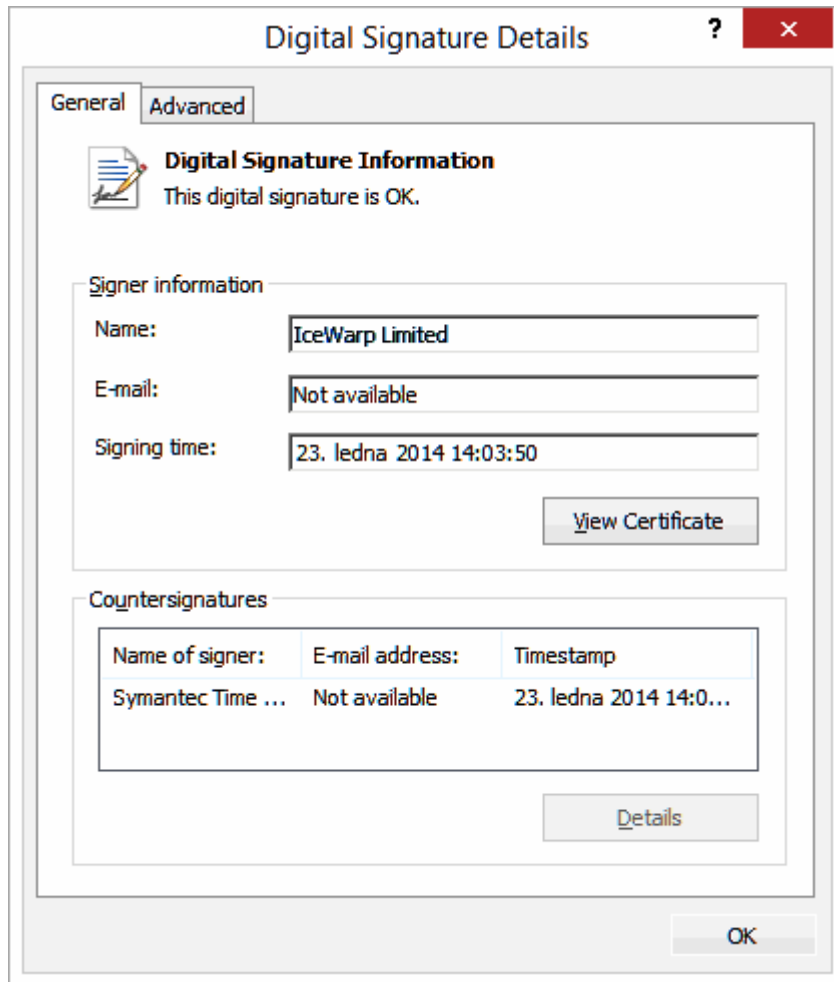 Digital Signature Details ? ×
General Advanced
Digital Signature Information
This digital signature is OK.
Signer information
Name: IceWarp Limited
E-mail: Not available
Signing time: 23. ledna 2014 14:03:50
View Certificate
Countersignatures
Name of signer: E-mail address: Timestamp
Symantec Time ... Not available 23. ledna 2014 14:0...
Details
OK